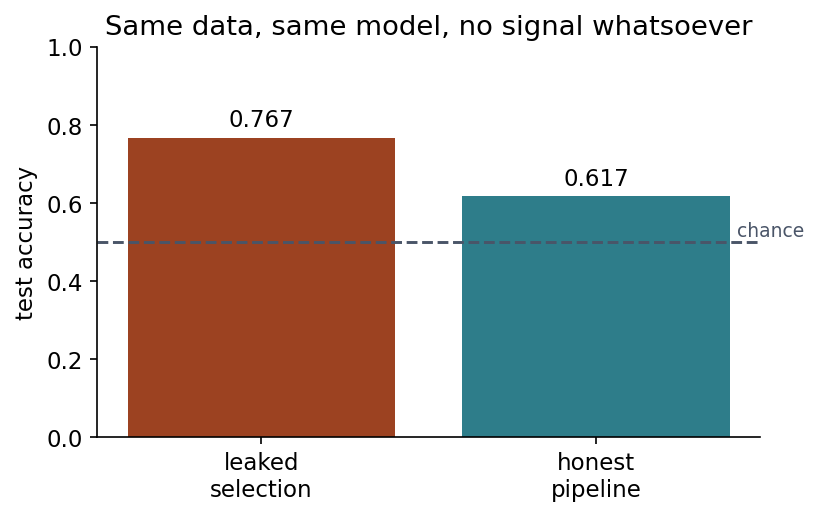 Same data, same model, no signal whatsoever
test accuracy
1.0
0.8
0.6
0.4
0.2
0.0
0.767
0.617
chance
leaked
selection
honest
pipeline